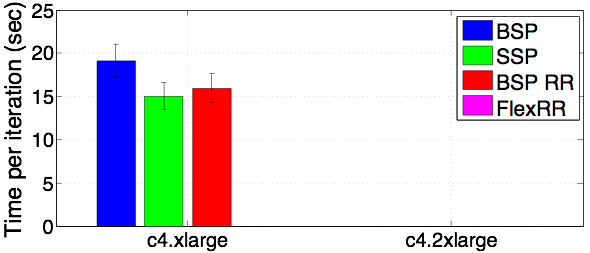 Time per iteration (sec)
25
20
15
10
5
0
BSP
SSP
BSP RR
FlexRR
c4.xlarge
c4.2xlarge